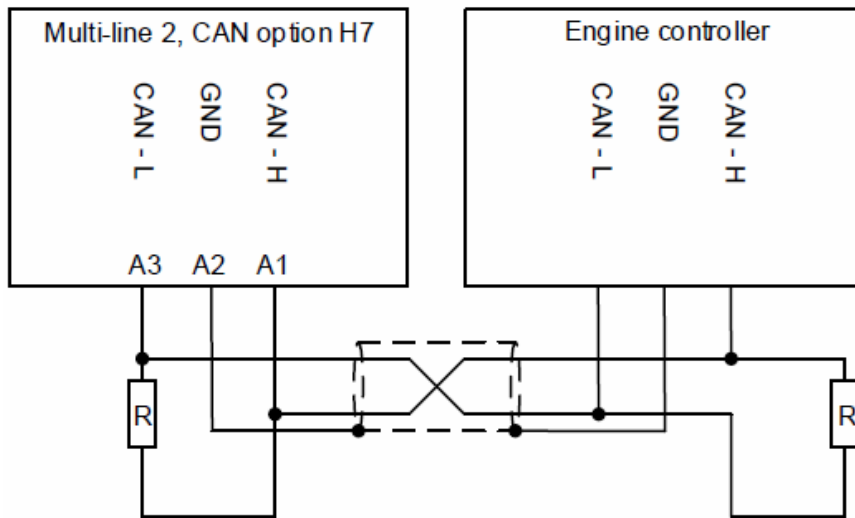 Multi-line 2, CAN option H7
CAN - L
GND
CAN - H
A3
A2
A1
R
Engine controller
CAN - L
GND
CAN - H
R